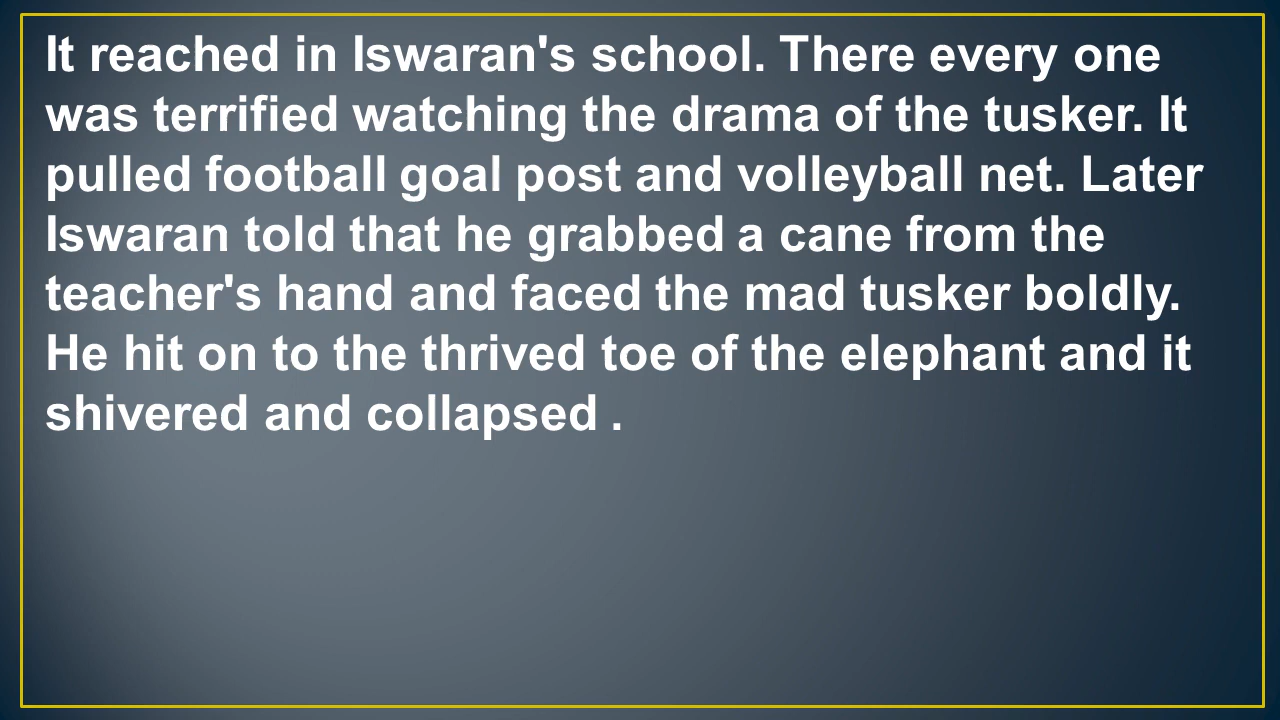 It reached in Iswaran's school. There every one
was terrified watching the drama of the tusker. It
pulled football goal post and volleyball net. Later
Iswaran told that he grabbed a cane from the
teacher's hand and faced the mad tusker boldly.
He hit on to the thrived toe of the elephant and it
shivered and collapsed .